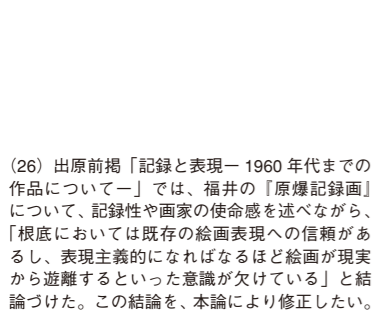 (26) 出原前掲「記録と表現ー 1960 年代までの
作品についてー」では、福井の『原爆記録画』
について、記録性や画家の使命感を述べながら、
「根底においては既存の絵画表現への信頼があ
るし、表現主義的になればなるほど絵画が現実
から遊離するといった意識が欠けている」と結
論づけた。この結論を、本論により修正したい。